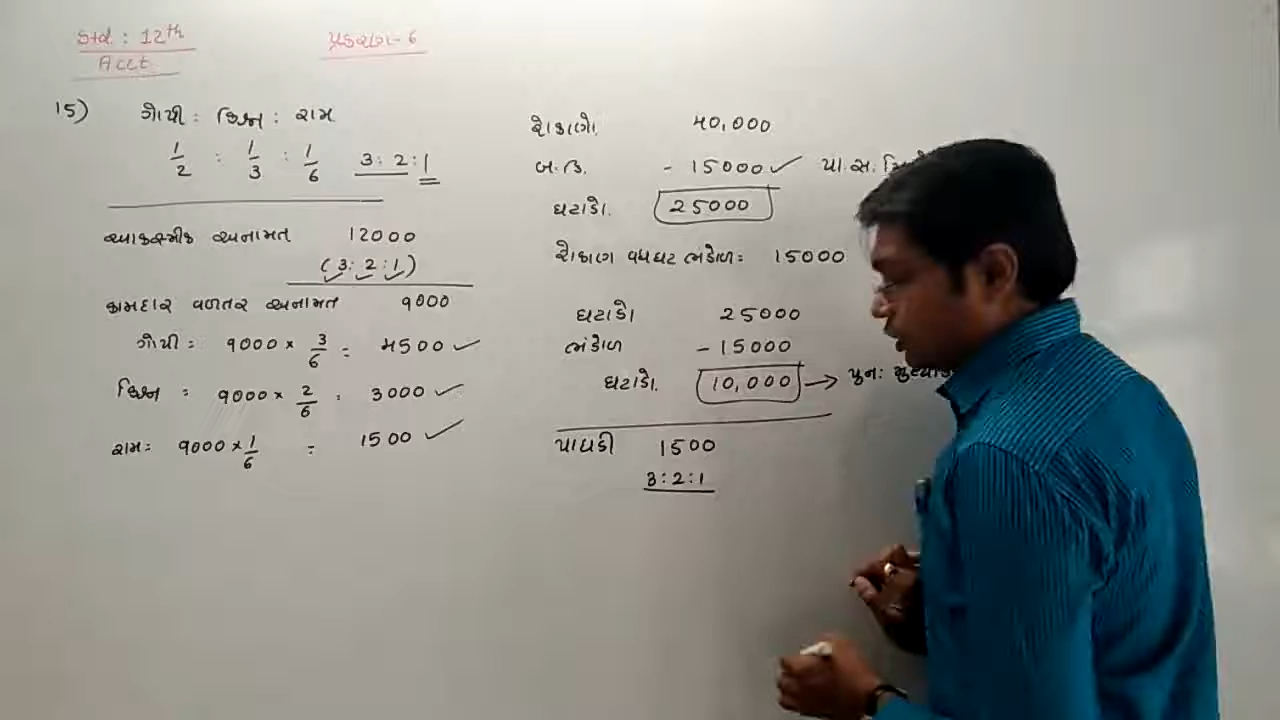 Std : 12th
Acct.
પ્રકરણ-6
15) ગોપી : ક્રિષ્ન : રામ
1/2 : 1/3 : 1/6 3:2:1
આકસ્મીક અનામત 12000
(3:2:1)
કામદાર વળતર અનામત 9000
ગોપી : 9000 × 3/6 = 4500 ✓
ક્રિષ્ન : 9000 × 2/6 = 3000 ✓
રામ : 9000 × 1/6 = 1500 ✓
રોકાણો 40,000
બ.કિ. - 15000 ✓ પા.સ.
ઘટાડો 25000
રોકાણ વધઘટ ભંડોળ = 15000
ઘટાડો 25000
ભંડોળ - 15000
ઘટાડો 10,000 → પુન:
પાઘડી 1500
3:2:1